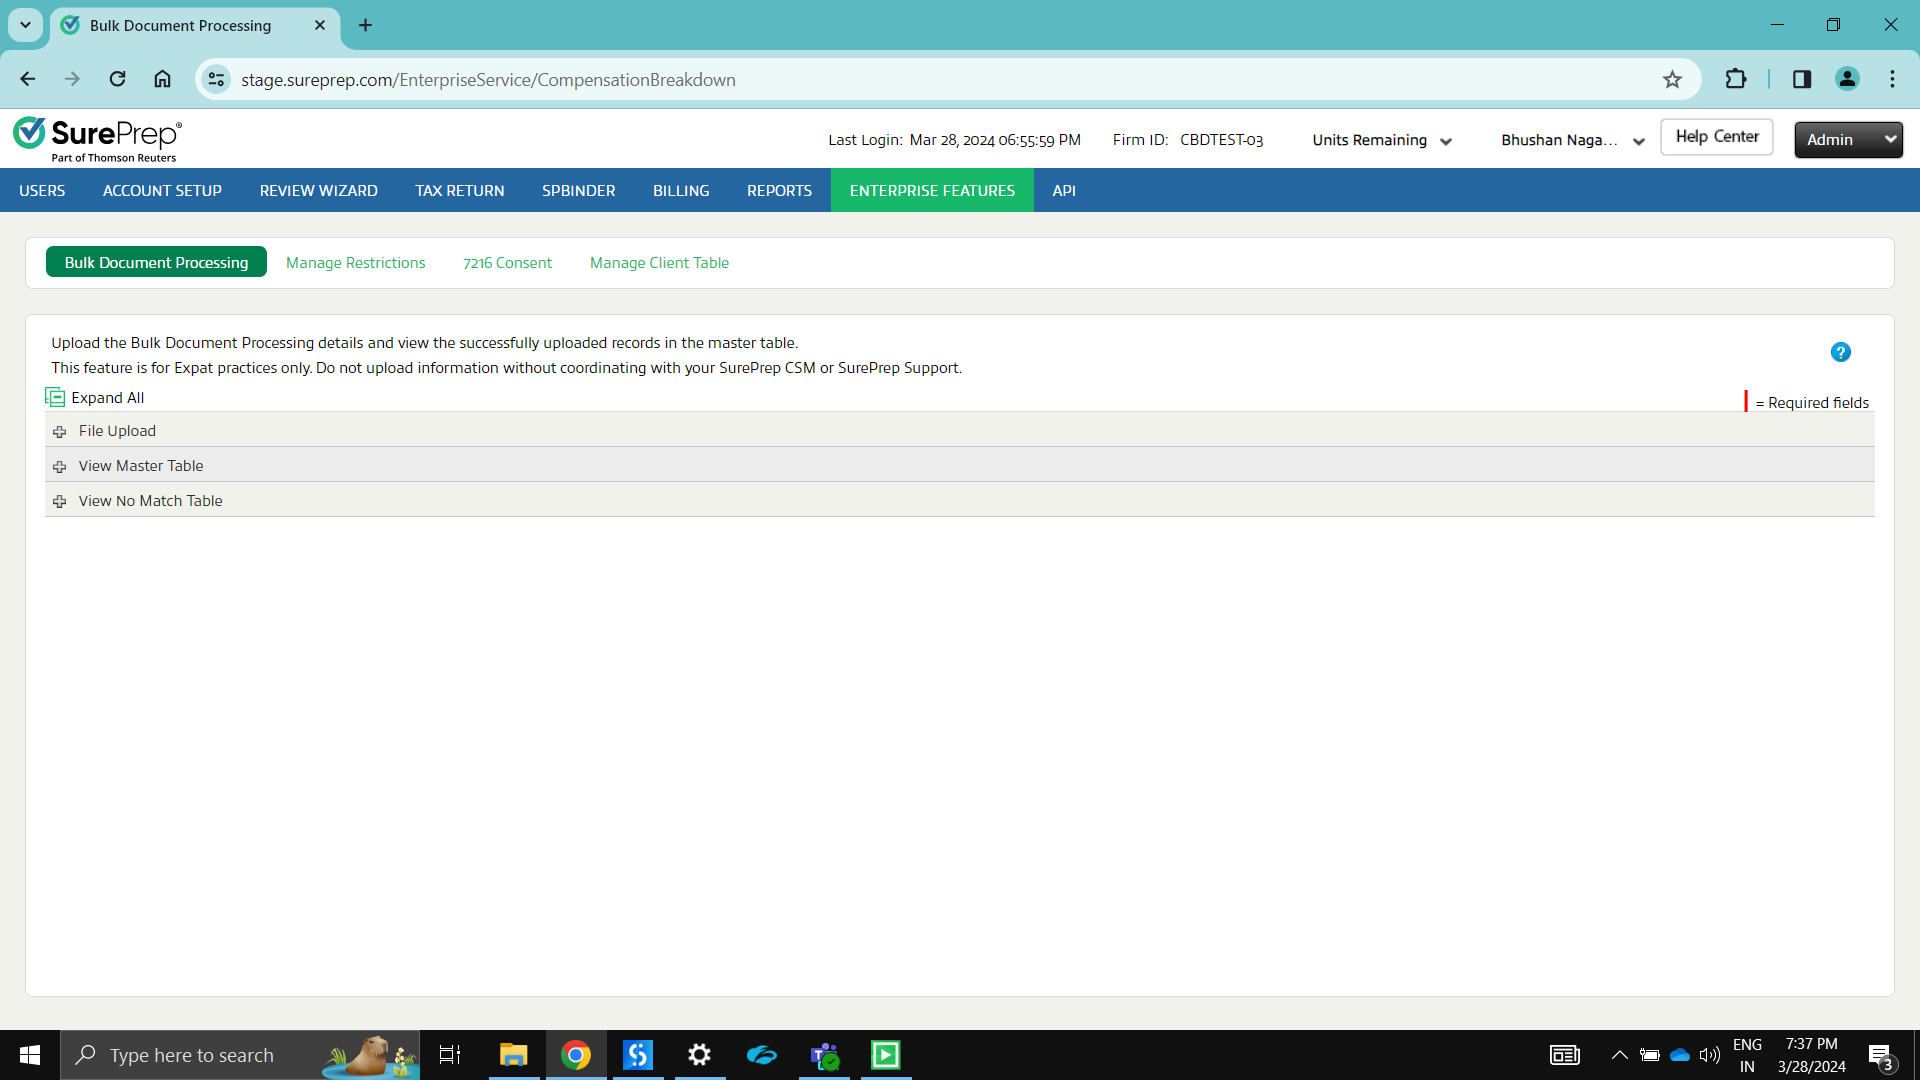 Bulk Document Processing
stage.sureprep.com/EnterpriseService/CompensationBreakdown
SurePrep®
Part of Thomson Reuters
Last Login: Mar 28, 2024 06:55:59 PM Firm ID: CBDTEST-03 Units Remaining Bhushan Naga... Help Center Admin
USERS ACCOUNT SETUP REVIEW WIZARD TAX RETURN SPBINDER BILLING REPORTS ENTERPRISE FEATURES API
Bulk Document Processing Manage Restrictions 7216 Consent Manage Client Table
Upload the Bulk Document Processing details and view the successfully uploaded records in the master table.
This feature is for Expat practices only. Do not upload information without coordinating with your SurePrep CSM or SurePrep Support.
?
Expand All
= Required fields
File Upload
View Master Table
View No Match Table
Type here to search
ENG
IN
7:37 PM
3/28/2024
3